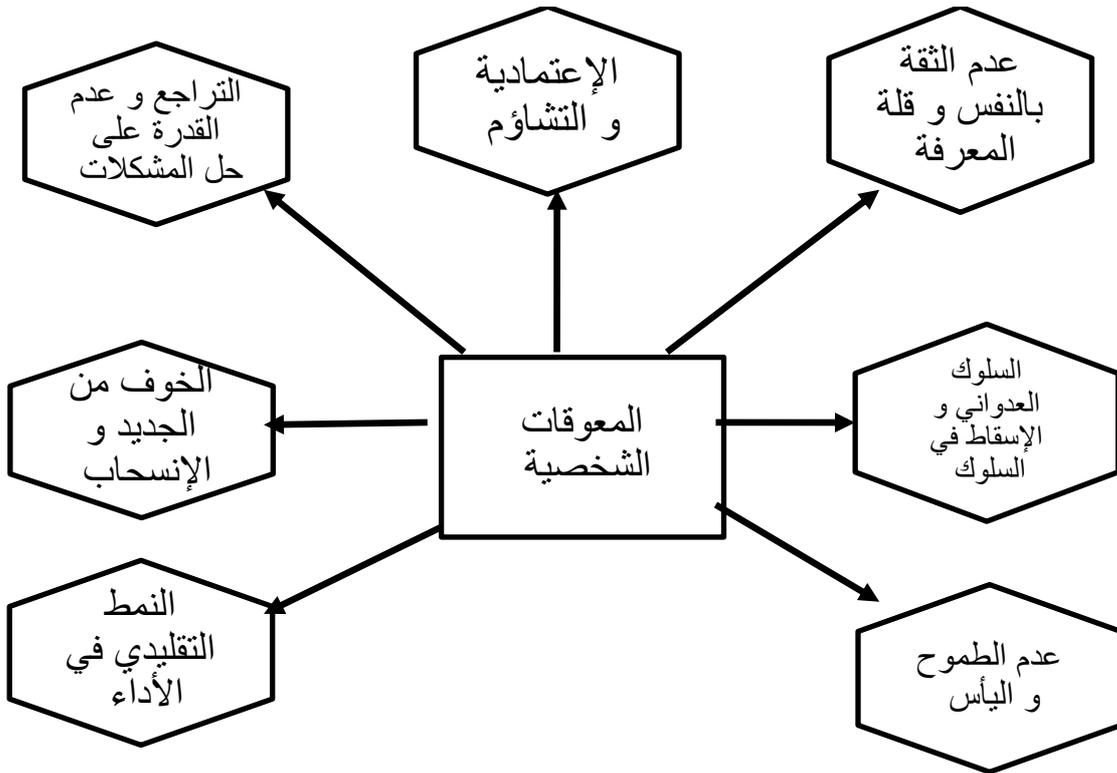 عدم الثقة
بالنفس و قلة
المعرفة
الإعتمادية
و التشاؤم
التراجع و عدم
القدرة على
حل المشكلات
السلوك
العدواني و
الإسقاط في
السلوك
المعوقات
الشخصية
الخوف من
الجديد و
الإنسحاب
عدم الطموح
و اليأس
النمط
التقليدي في
الأداء